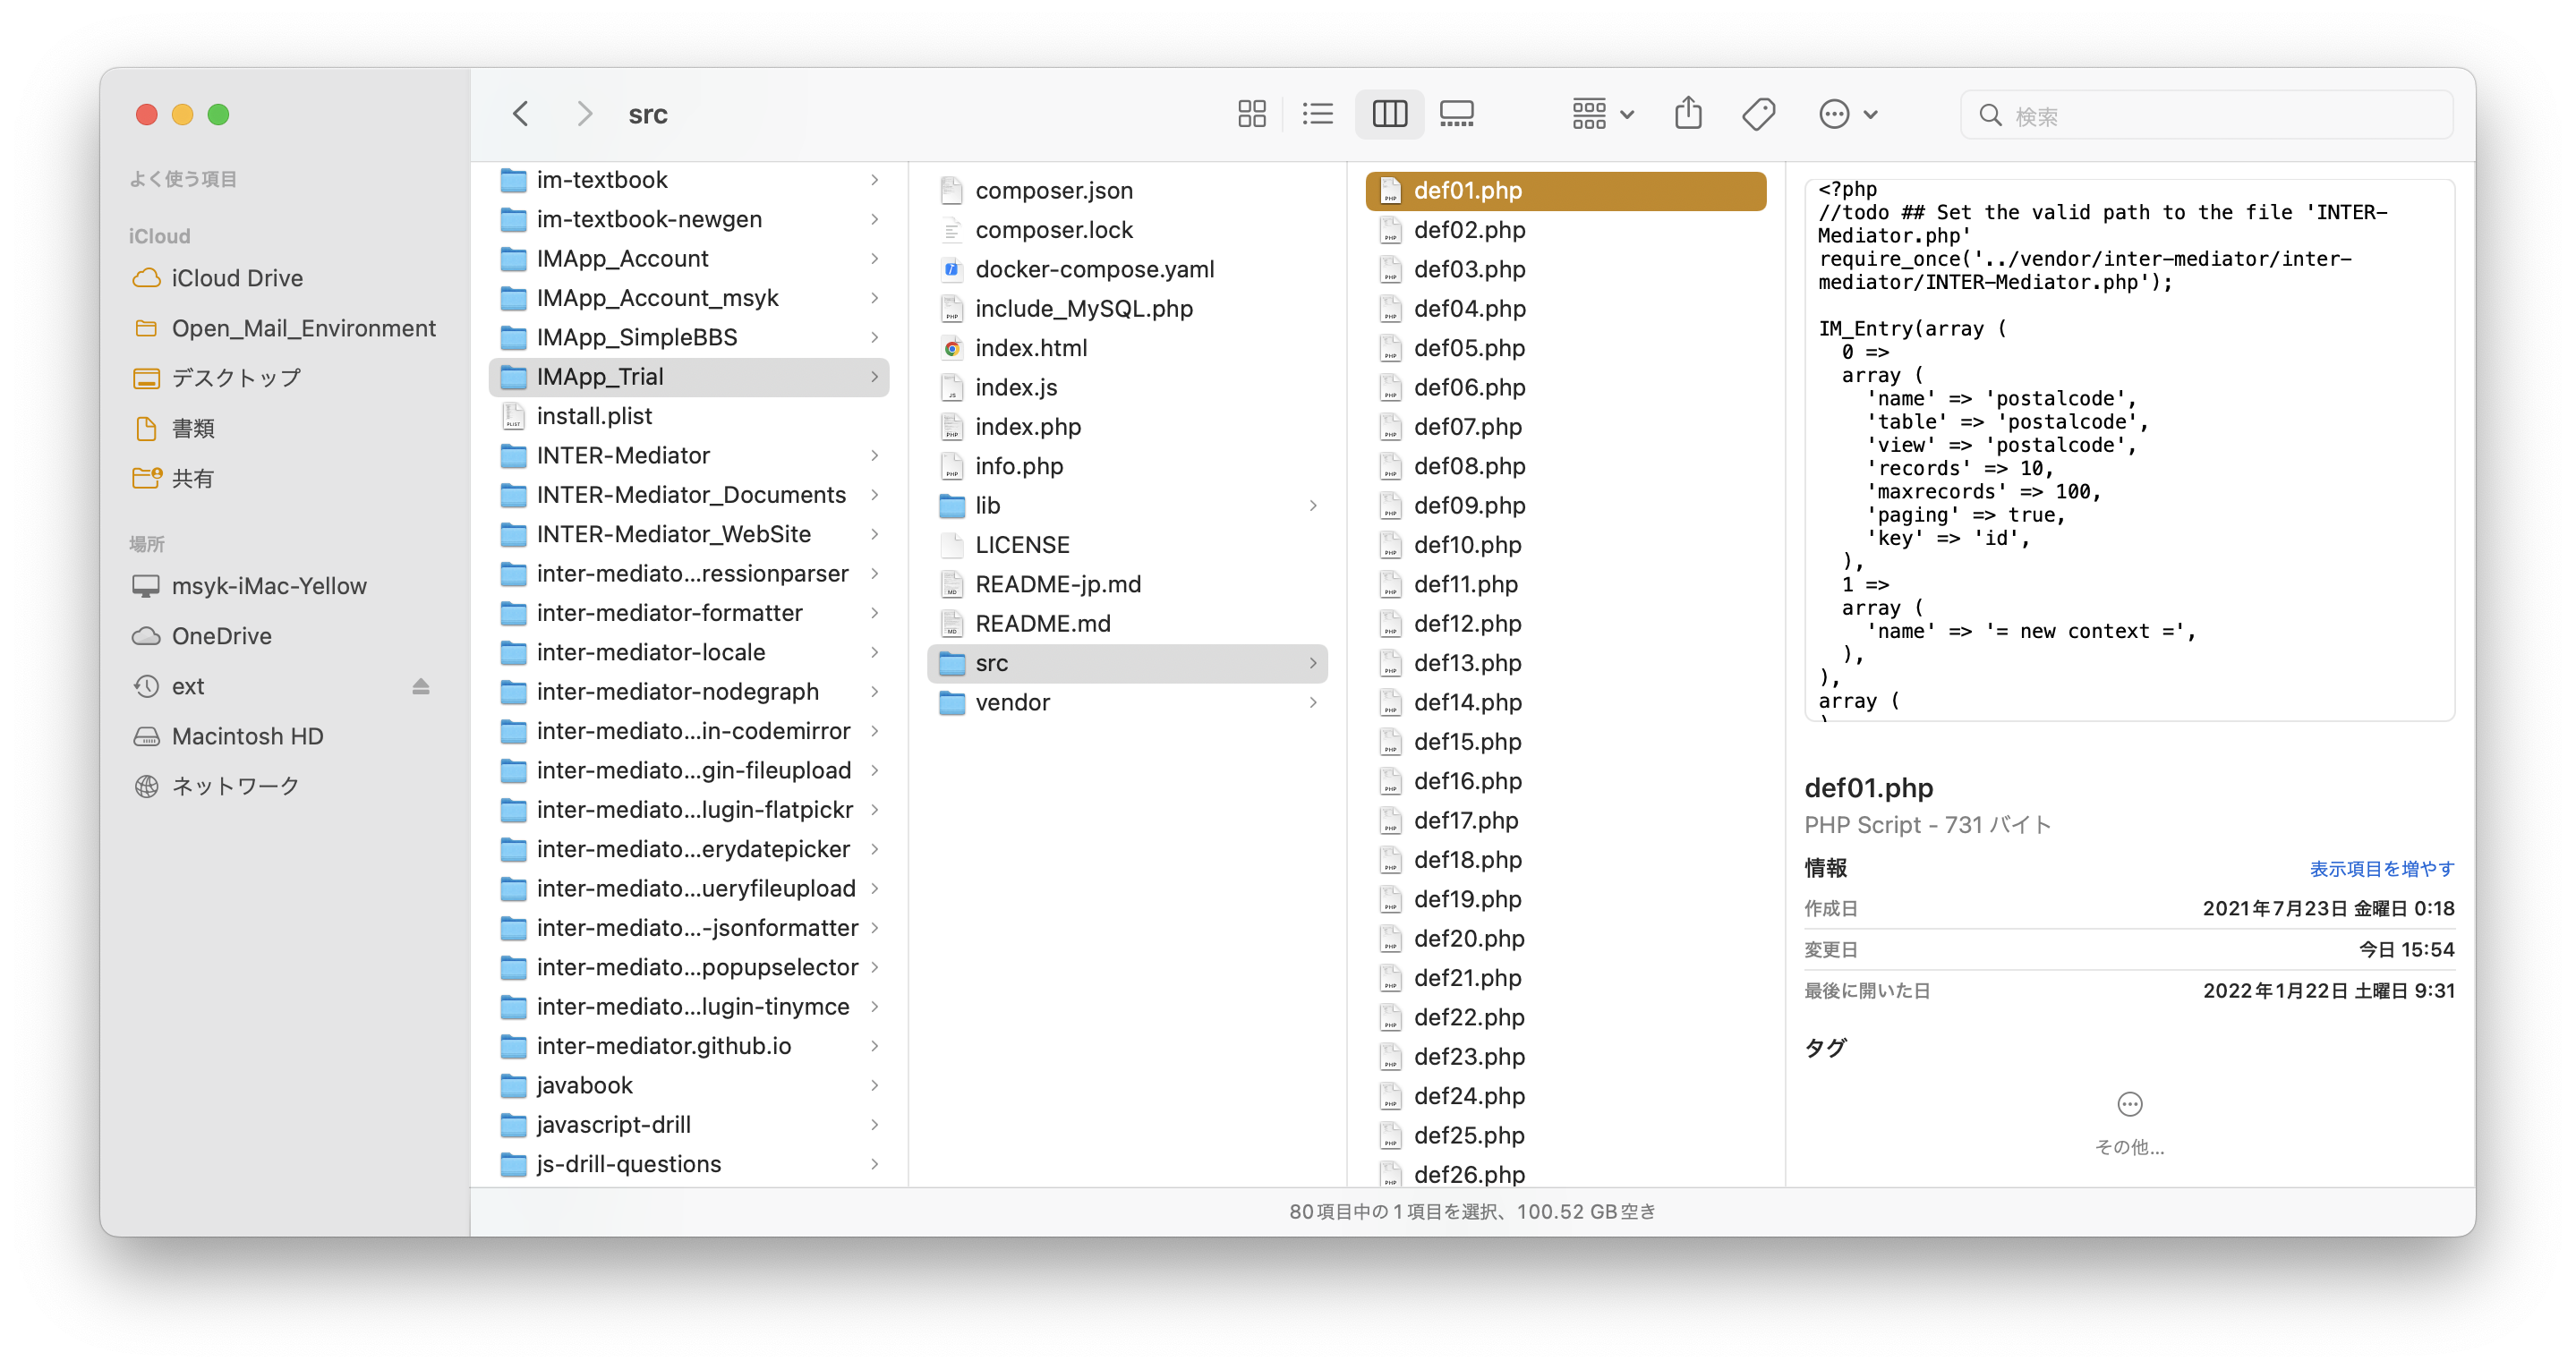 src
検索
よく使う項目
iCloud
iCloud Drive
Open_Mail_Environment
デスクトップ
書類
共有
場所
msyk-iMac-Yellow
OneDrive
ext
Macintosh HD
ネットワーク
im-textbook
im-textbook-newgen
IMApp_Account
IMApp_Account_msyk
IMApp_SimpleBBS
IMApp_Trial
install.plist
INTER-Mediator
INTER-Mediator_Documents
INTER-Mediator_WebSite
inter-mediato...ressionparser
inter-mediator-formatter
inter-mediator-locale
inter-mediator-nodegraph
inter-mediato...in-codemirror
inter-mediato...gin-fileupload
inter-mediato...lugin-flatpickr
inter-mediato...erydatepicker
inter-mediato...ueryfileupload
inter-mediato...-jsonformatter
inter-mediato...popupselector
inter-mediato...lugin-tinymce
inter-mediator.github.io
javabook
javascript-drill
js-drill-questions
composer.json
composer.lock
docker-compose.yaml
include_MySQL.php
index.html
index.js
index.php
info.php
lib
LICENSE
README-jp.md
README.md
src
vendor
def01.php
def02.php
def03.php
def04.php
def05.php
def06.php
def07.php
def08.php
def09.php
def10.php
def11.php
def12.php
def13.php
def14.php
def15.php
def16.php
def17.php
def18.php
def19.php
def20.php
def21.php
def22.php
def23.php
def24.php
def25.php
def26.php
<?php
//todo ## Set the valid path to the file 'INTER-
Mediator.php'
require_once('../vendor/inter-mediator/inter-
mediator/INTER-Mediator.php');
IM_Entry(array (
0 =>
array (
'name' => 'postalcode',
'table' => 'postalcode',
'view' => 'postalcode',
'records' => 10,
'maxrecords' => 100,
'paging' => true,
'key' => 'id',
),
1 =>
array (
'name' => '= new context =',
),
),
array (
def01.php
PHP Script - 731 バイト
情報 表示項目を増やす
作成日 2021年7月23日 金曜日 0:18
変更日 今日 15:54
最後に開いた日 2022年1月22日 土曜日 9:31
タグ
その他...
80項目中の1項目を選択、100.52 GB空き